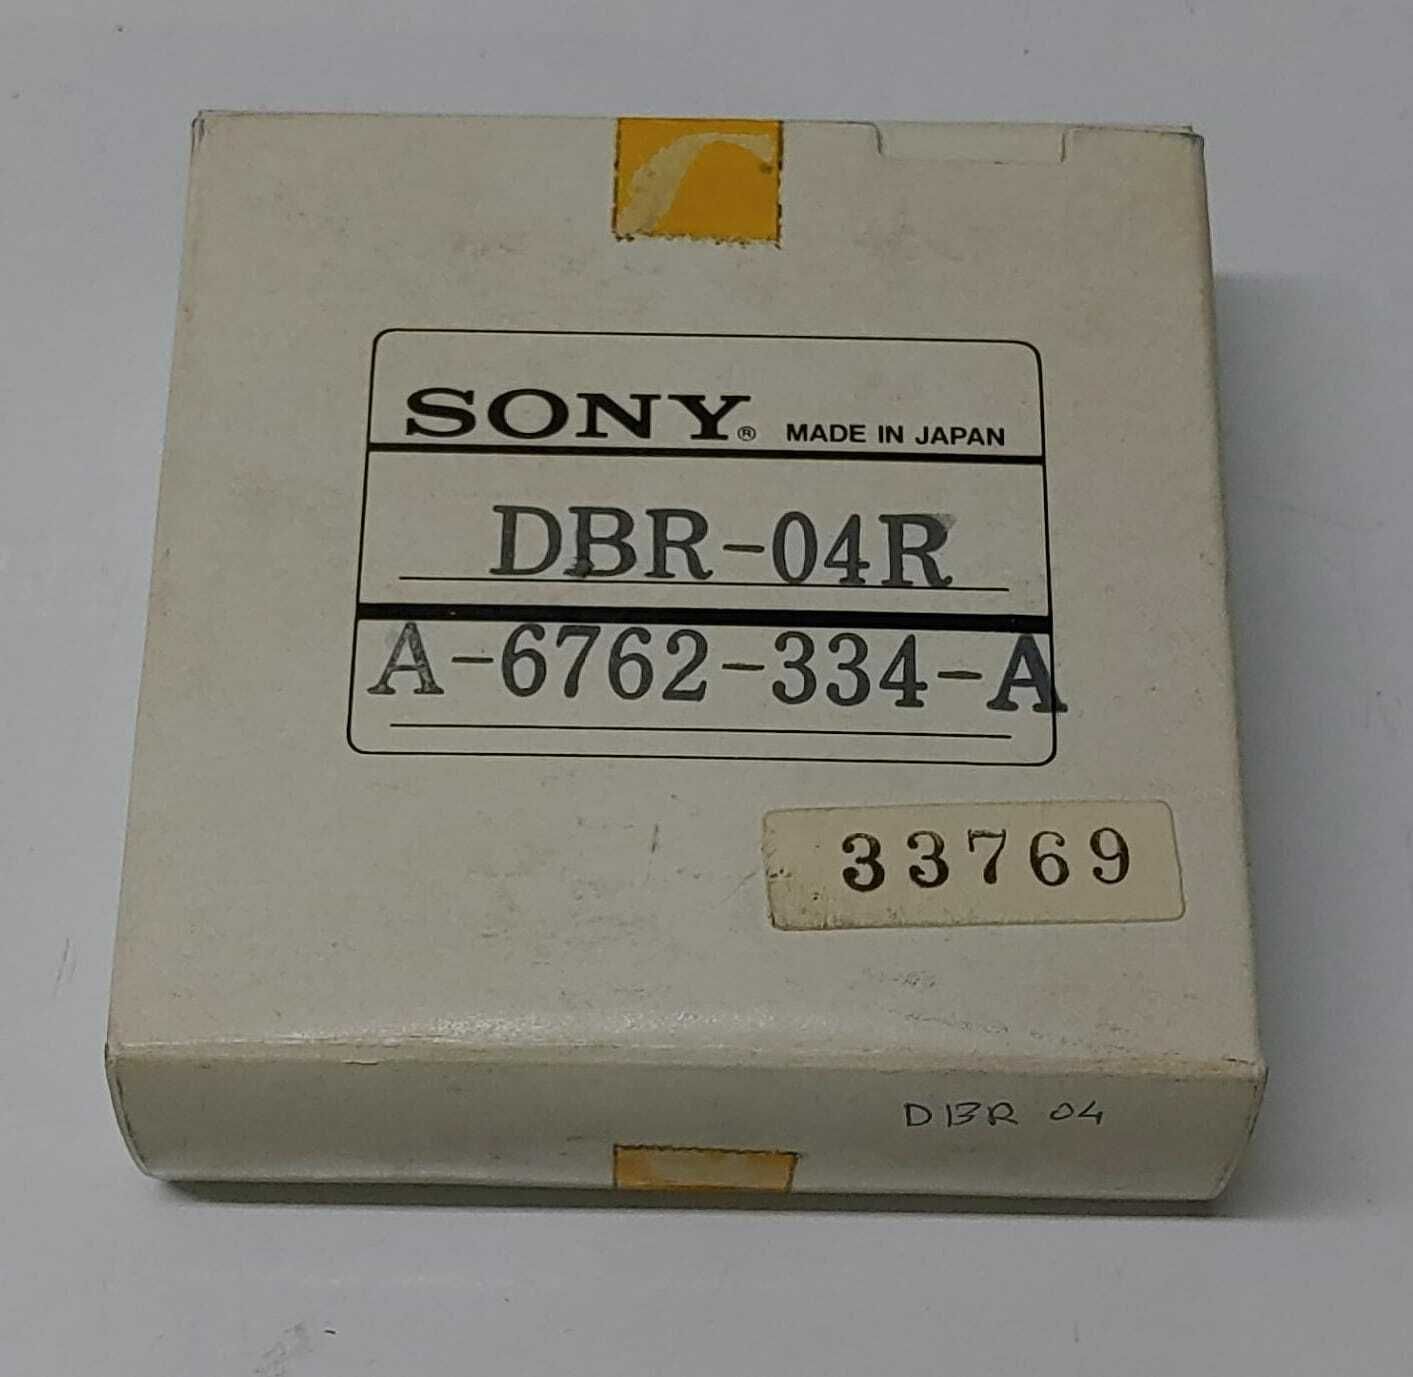 SONY® MADE IN JAPAN
DBR-04R
A-6762-334-A
33769
DBR 04